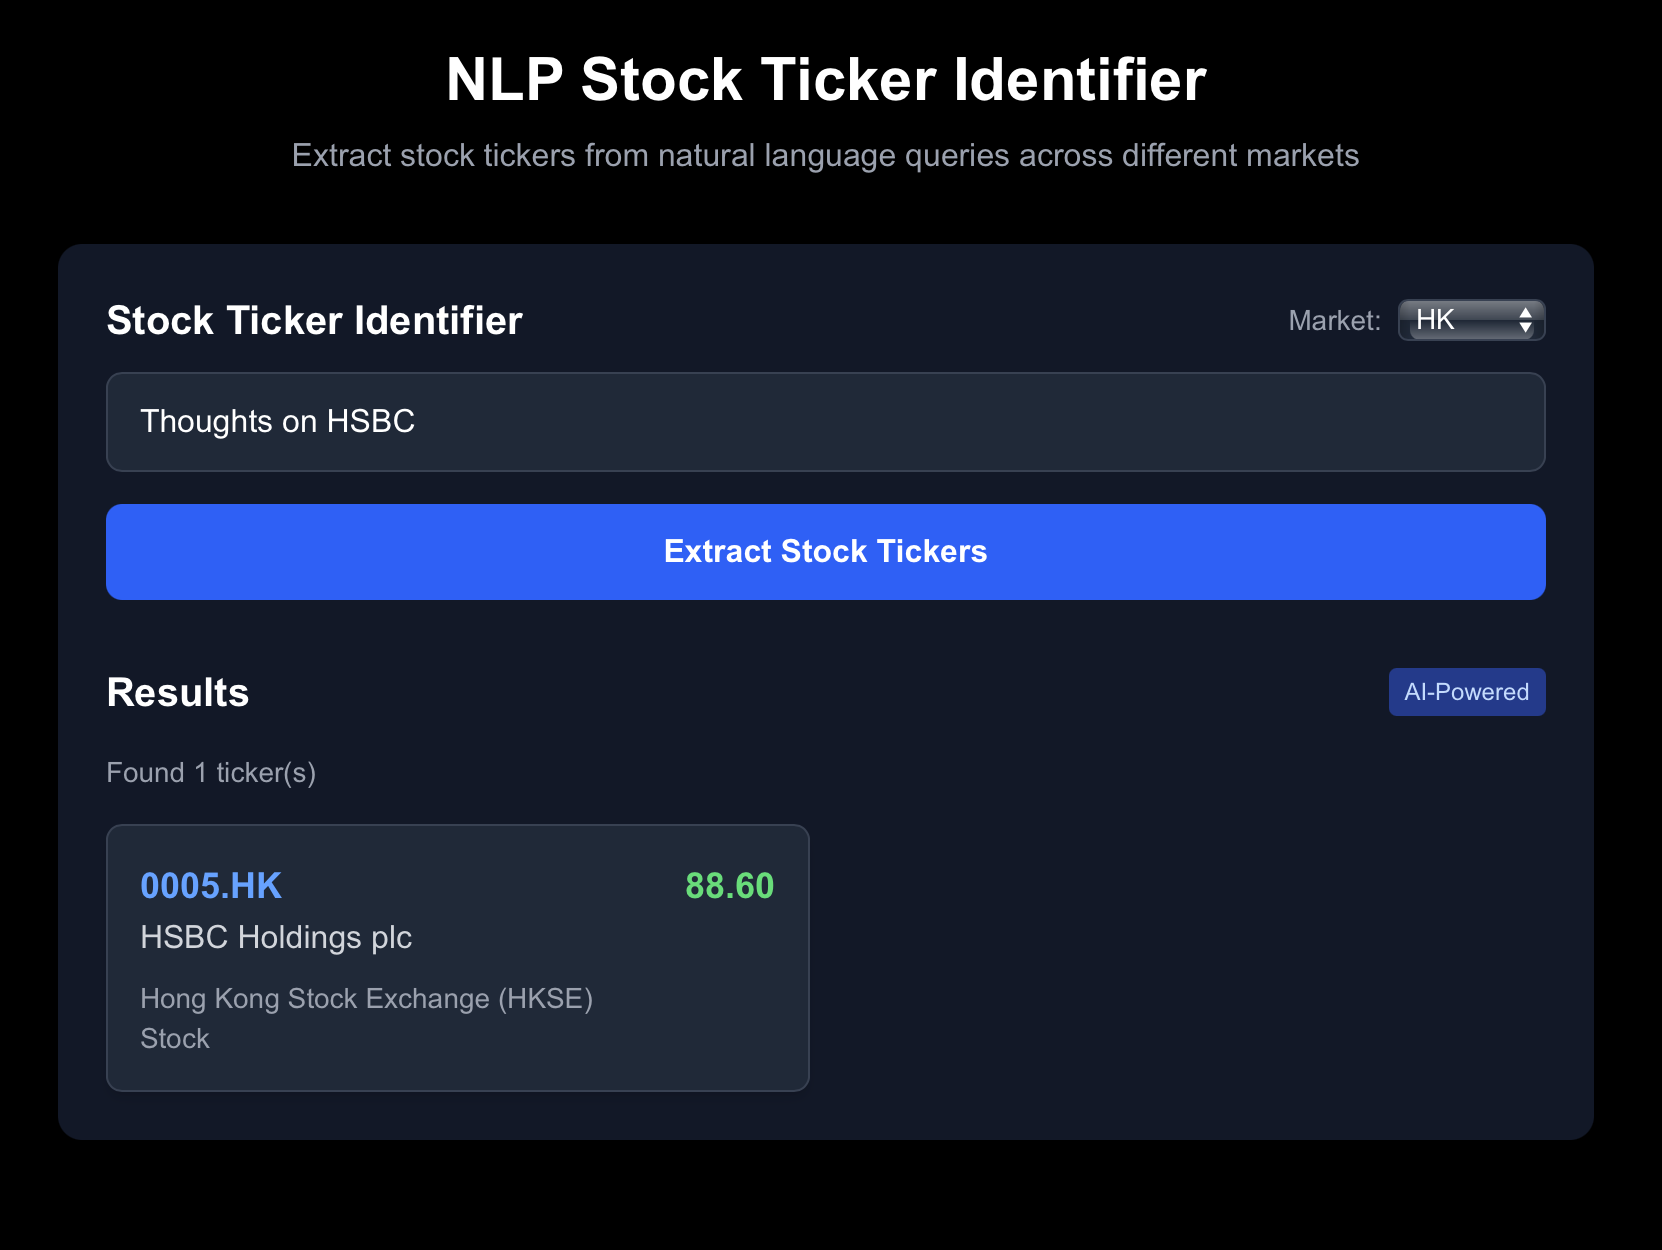 NLP Stock Ticker Identifier
Extract stock tickers from natural language queries across different markets
Stock Ticker Identifier
Market: HK
Thoughts on HSBC
Extract Stock Tickers
Results
AI-Powered
Found 1 ticker(s)
0005.HK 88.60
HSBC Holdings plc
Hong Kong Stock Exchange (HKSE)
Stock